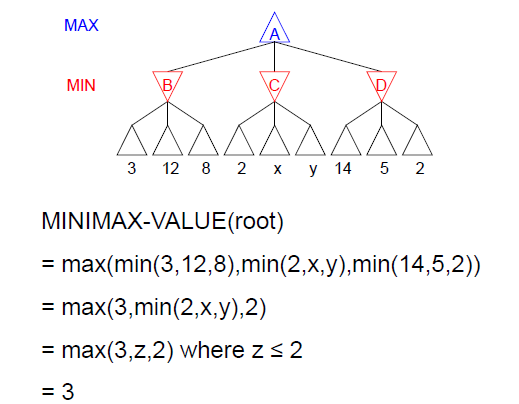 MAX
A
MIN
B C D
3 12 8 2 x y 14 5 2
MINIMAX-VALUE(root)
= max(min(3,12,8),min(2,x,y),min(14,5,2))
= max(3,min(2,x,y),2)
= max(3,z,2) where z ≤ 2
= 3